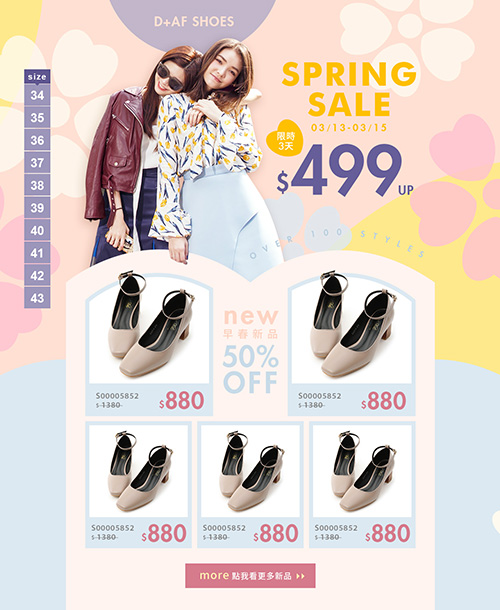 D+AF SHOES
size
34
35
36
37
38
39
40
41
42
43
SPRING
SALE
03/13-03/15
限時
3天
$499UP
OVER 100 STYLES
new
早春新品
50%
OFF
S00005852
$ 1380
$880
S00005852
$ 1380
$880
S00005852
$ 1380
$880
S00005852
$ 1380
$880
S00005852
$ 1380
$880
more 點我看更多新品